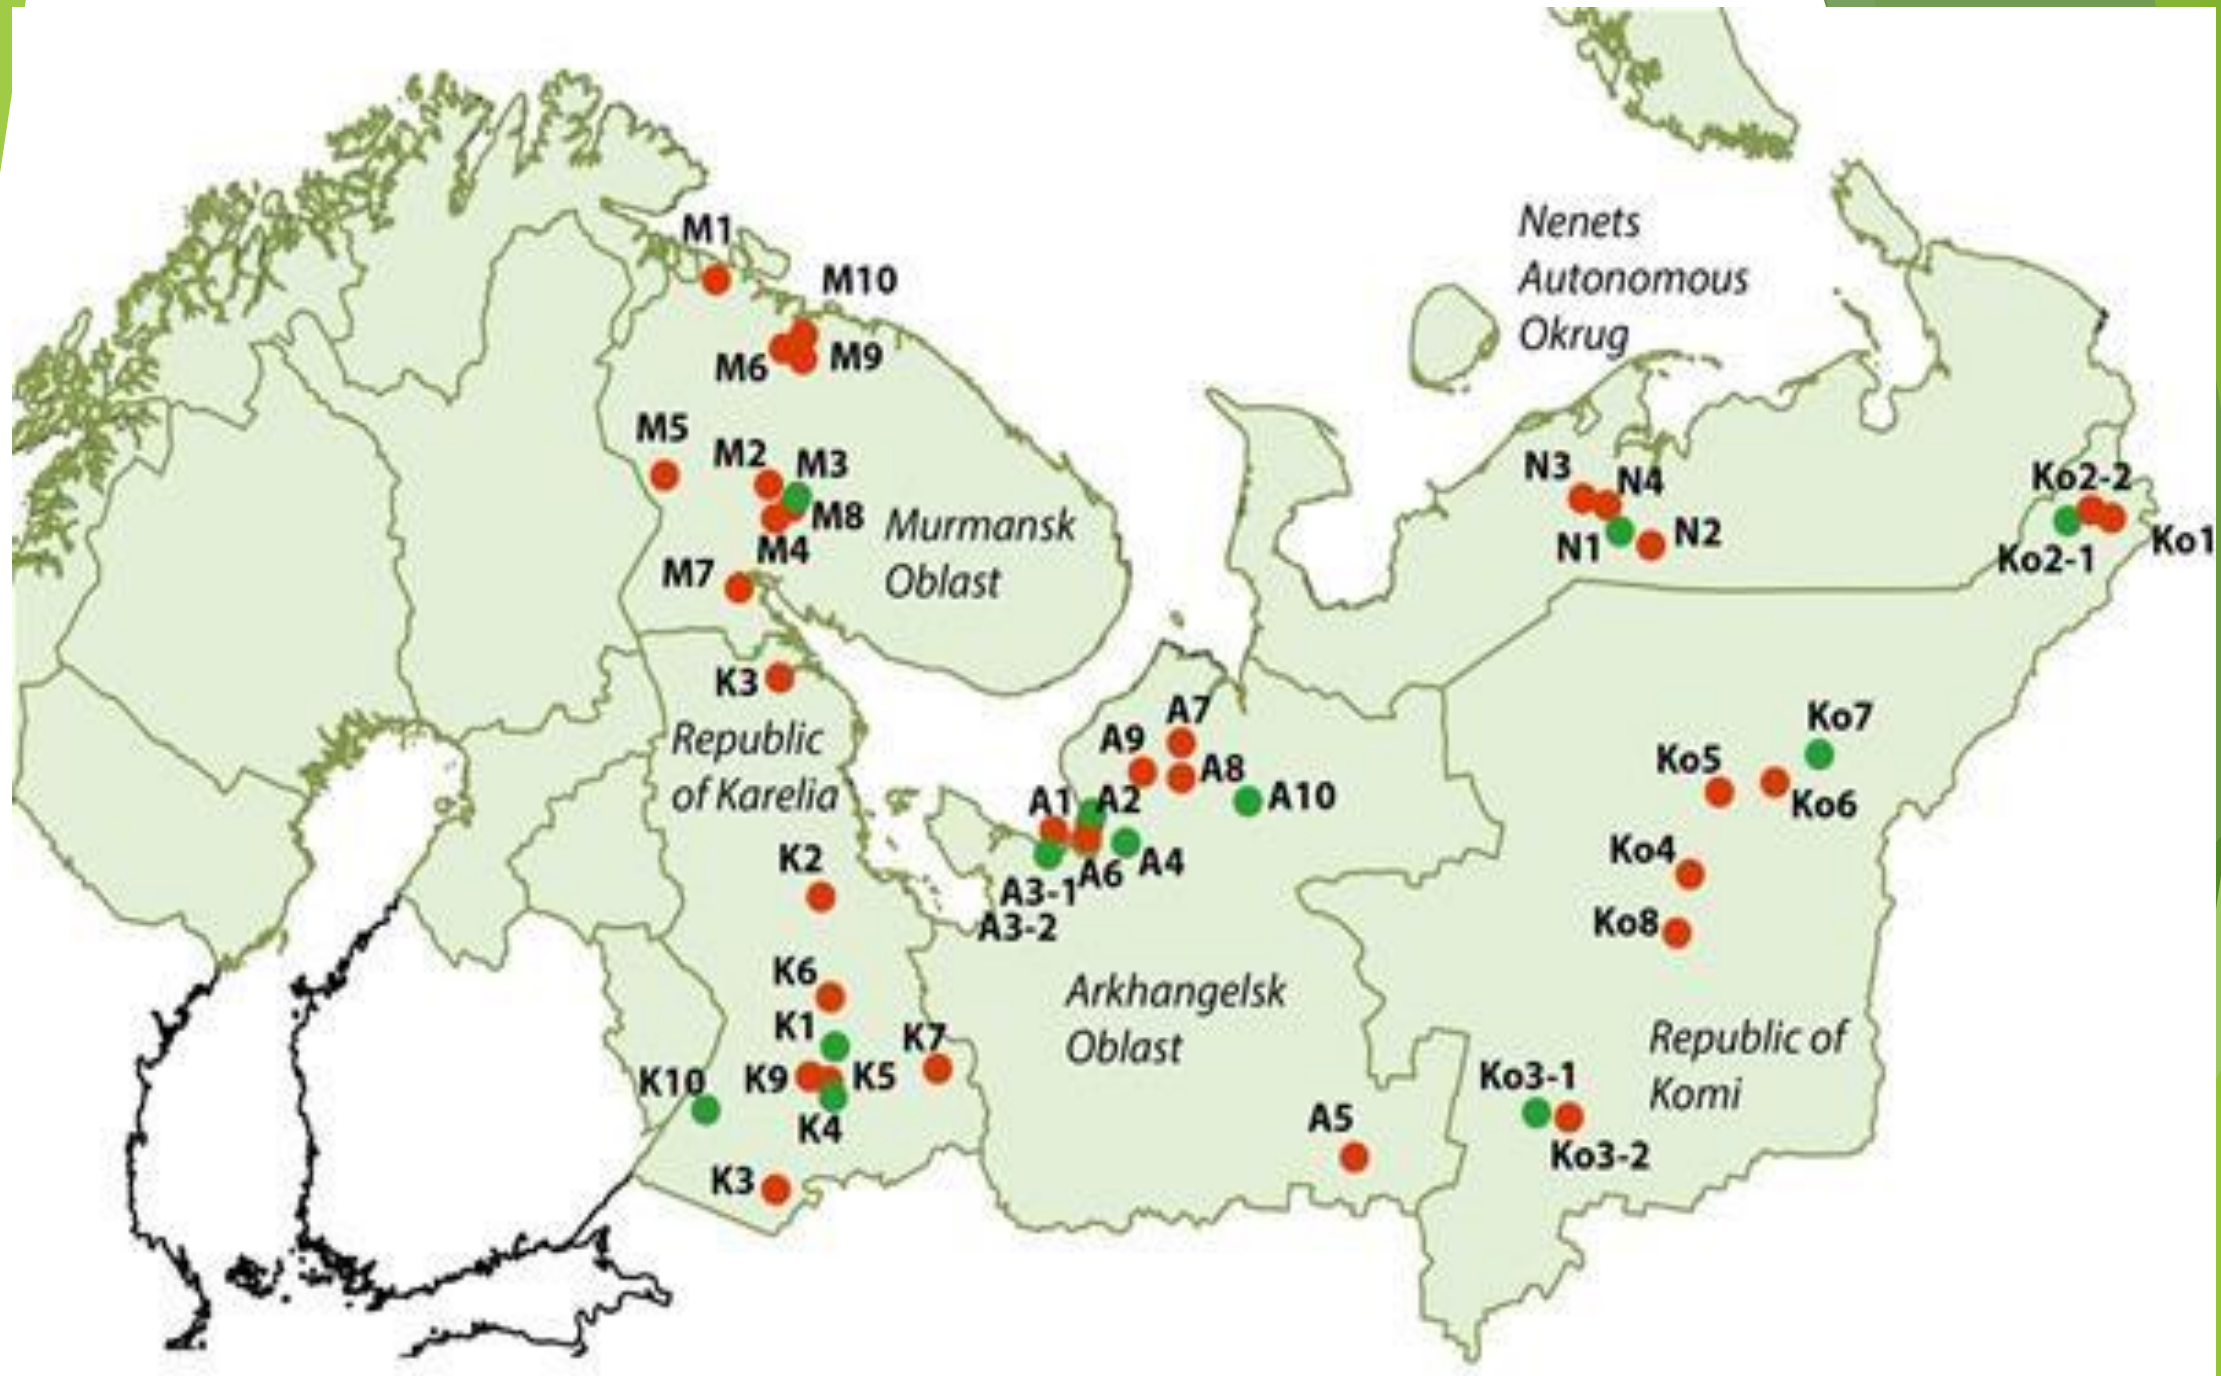 M1
M10
M6
M9
M5
M2
M3
M8
M4
M7
Murmansk
Oblast
Nenets
Autonomous
Okrug
N3
N4
N1
N2
Ko2-2
Ko1
Ko2-1
K3
Republic
of Karelia
K2
K6
K1
K7
K10
K9
K5
K4
K3
A7
A9
A8
A1
A2
A10
A3-1
A6
A4
A3-2
Arkhangelsk
Oblast
A5
Ko7
Ko5
Ko6
Ko4
Ko8
Republic of
Komi
Ko3-1
Ko3-2